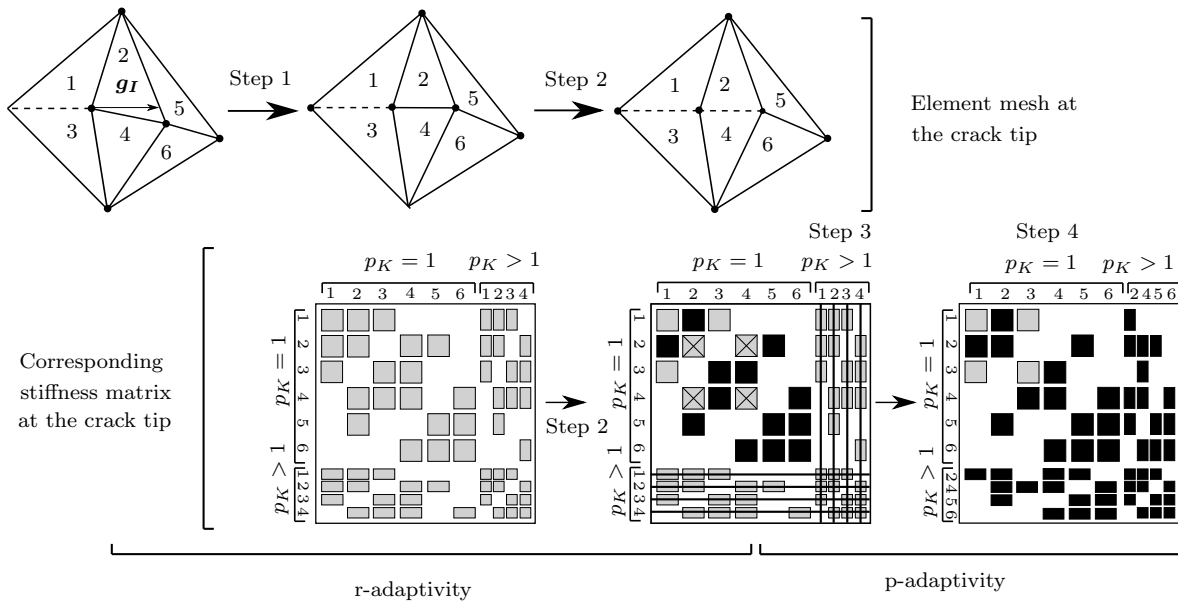 1
2
g_I
3
4
5
6
Step 1
1
2
3
4
5
6
Step 2
1
2
3
4
5
6
Element mesh at
the crack tip
Corresponding
stiffness matrix
at the crack tip
p_K = 1
p_K > 1
1 2 3 4 5 6 1 2 3 4
p_K = 1
1
2
3
4
5
6
p_K > 1
1
2
3
4
Step 2
Step 3
p_K = 1
p_K > 1
1 2 3 4 5 6 1 2 3 4
p_K = 1
1
2
3
4
5
6
p_K > 1
1
2
3
4
Step 4
p_K = 1
p_K > 1
1 2 3 4 5 6 2 4 5 6
p_K = 1
1
2
3
4
5
6
p_K > 1
2
4
5
6
r-adaptivity
p-adaptivity